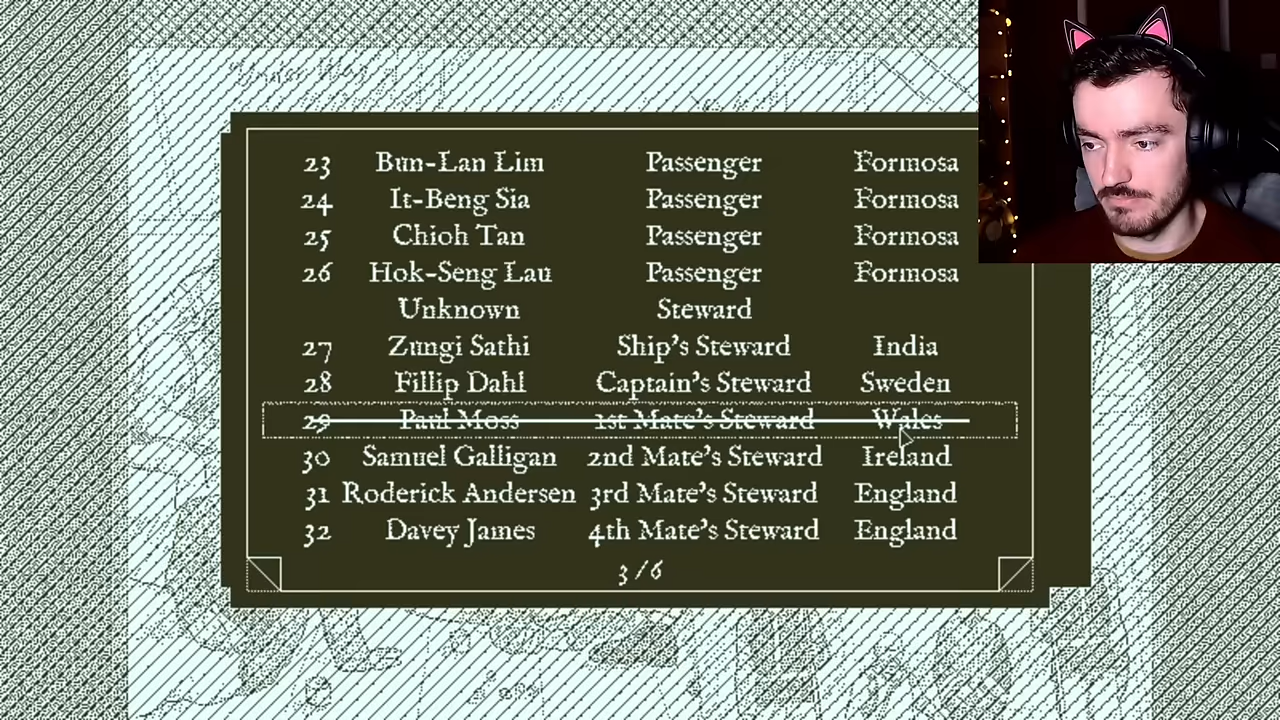 23 Bun-Lan Lim Passenger Formosa
24 It-Beng Sia Passenger Formosa
25 Chioh Tan Passenger Formosa
26 Hok-Seng Lau Passenger Formosa
Unknown Steward
27 Zungi Sathi Ship's Steward India
28 Fillip Dahl Captain's Steward Sweden
29 Paul Moss 1st Mate's Steward Wales
30 Samuel Galligan 2nd Mate's Steward Ireland
31 Roderick Andersen 3rd Mate's Steward England
32 Davey James 4th Mate's Steward England
3/6